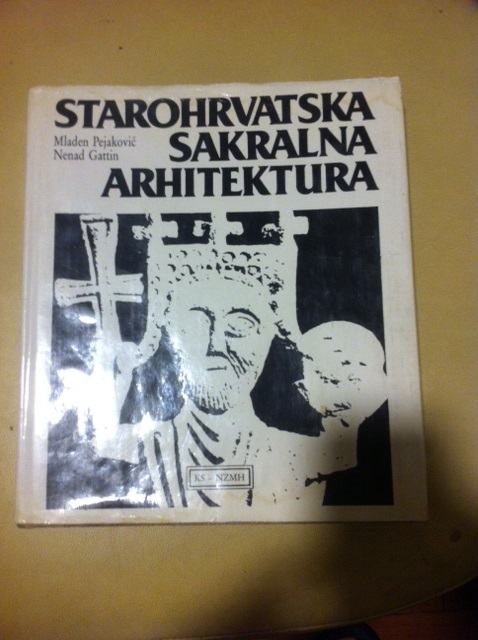 STAROHRVATSKA
Mladen Pejaković
SAKRALNA
Nenad Gattin
ARHITEKTURA
KS – NZMH